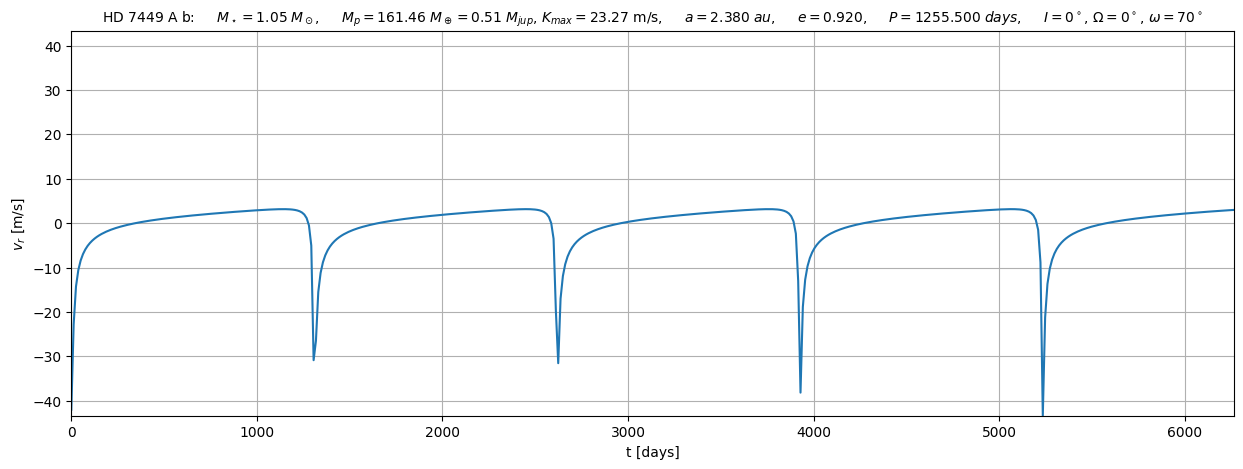 HD 7449 A b: M⋆ = 1.05 M⊙, Mp = 161.46 M⊕ = 0.51 Mjup, Kmax = 23.27 m/s, a = 2.380 au, e = 0.920, P = 1255.500 days, I = 0°, Ω = 0°, ω = 70°
40
30
20
10
0
−10
−20
−30
−40
vr [m/s]
0 1000 2000 3000 4000 5000 6000
t [days]